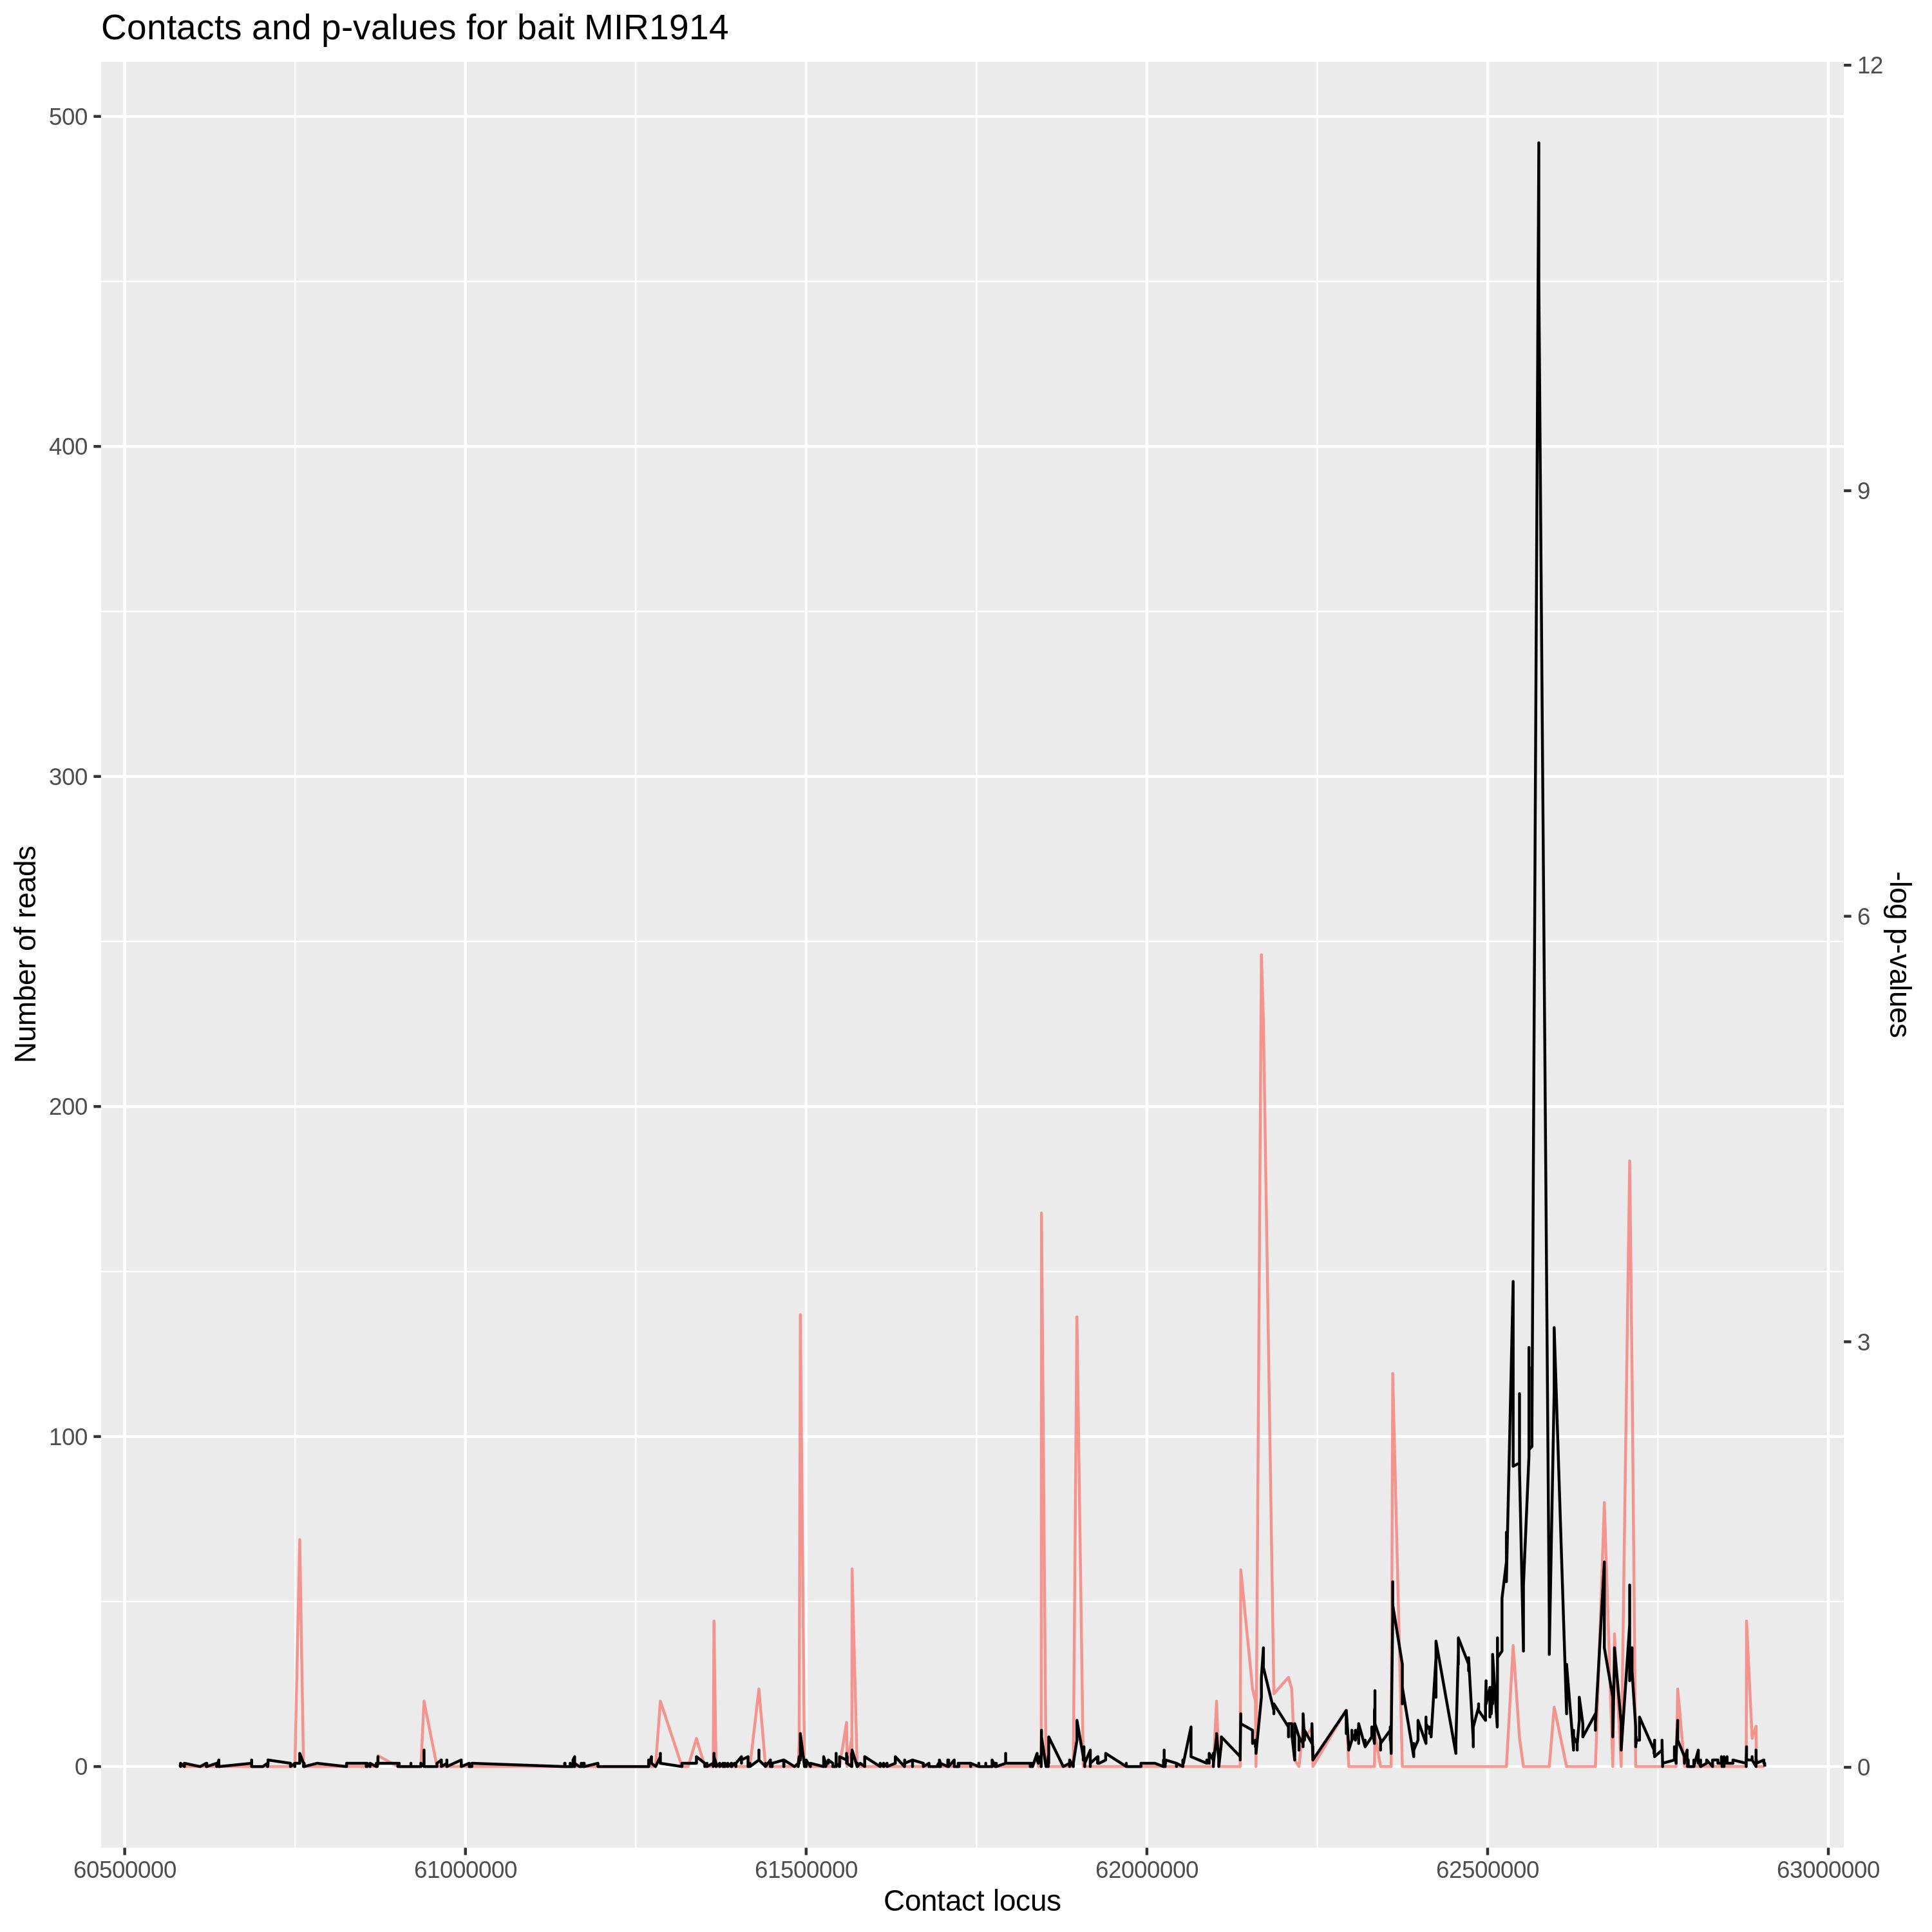 Contacts and p-values for bait MIR1914
500
400
300
200
100
0
12
9
6
3
0
Number of reads
-log p-values
60500000 61000000 61500000 62000000 62500000 63000000
Contact locus